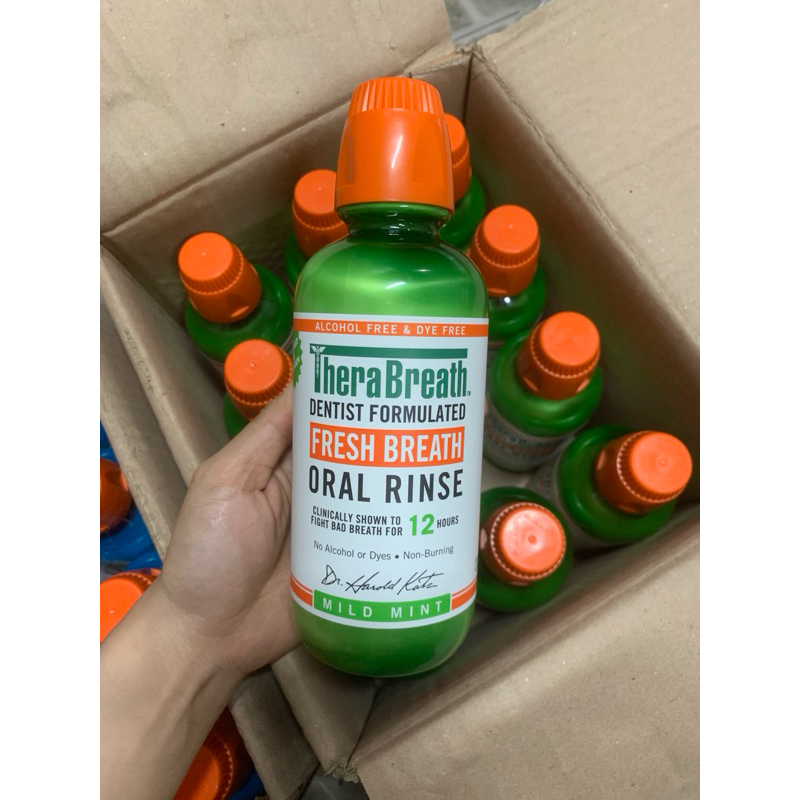 ALCOHOL FREE & DYE FREE
TheraBreath™
DENTIST FORMULATED
FRESH BREATH
ORAL RINSE
CLINICALLY SHOWN TO
FIGHT BAD BREATH FOR 12 HOURS
No Alcohol or Dyes • Non-Burning
Dr. Harold Katz
MILD MINT
TheraBreath